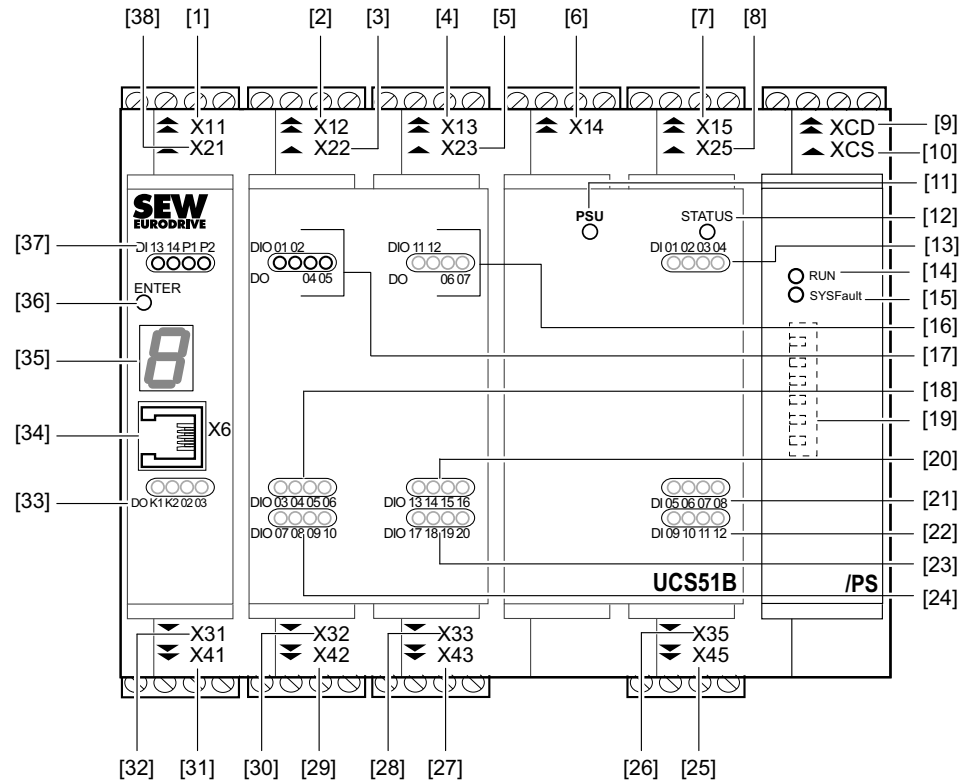 [38] [1] [2] [3] [4] [5] [6] [7] [8]
X11 X12 X13 X14 X15 XCD [9]
X21 X22 X23 X25 XCS [10]
[11]
SEW
EURODRIVE
PSU STATUS [12]
[37] DI 13 14 P1 P2 DIO 01 02 DIO 11 12 DI 01 02 03 04 [13]
DO 04 05 DO 06 07
RUN [14]
[36] ENTER
SYSFault [15]
[16]
[35]
[17]
[18]
[19]
[34] X6
[20]
[33] DO K1 K2 02 03 DIO 03 04 05 06 DIO 13 14 15 16 DI 05 06 07 08 [21]
DIO 07 08 09 10 DIO 17 18 19 20 DI 09 10 11 12 [22]
[23]
UCS51B /PS
[24]
X31 X32 X33 X35
X41 X42 X43 X45
[32] [31] [30] [29] [28] [27] [26] [25]